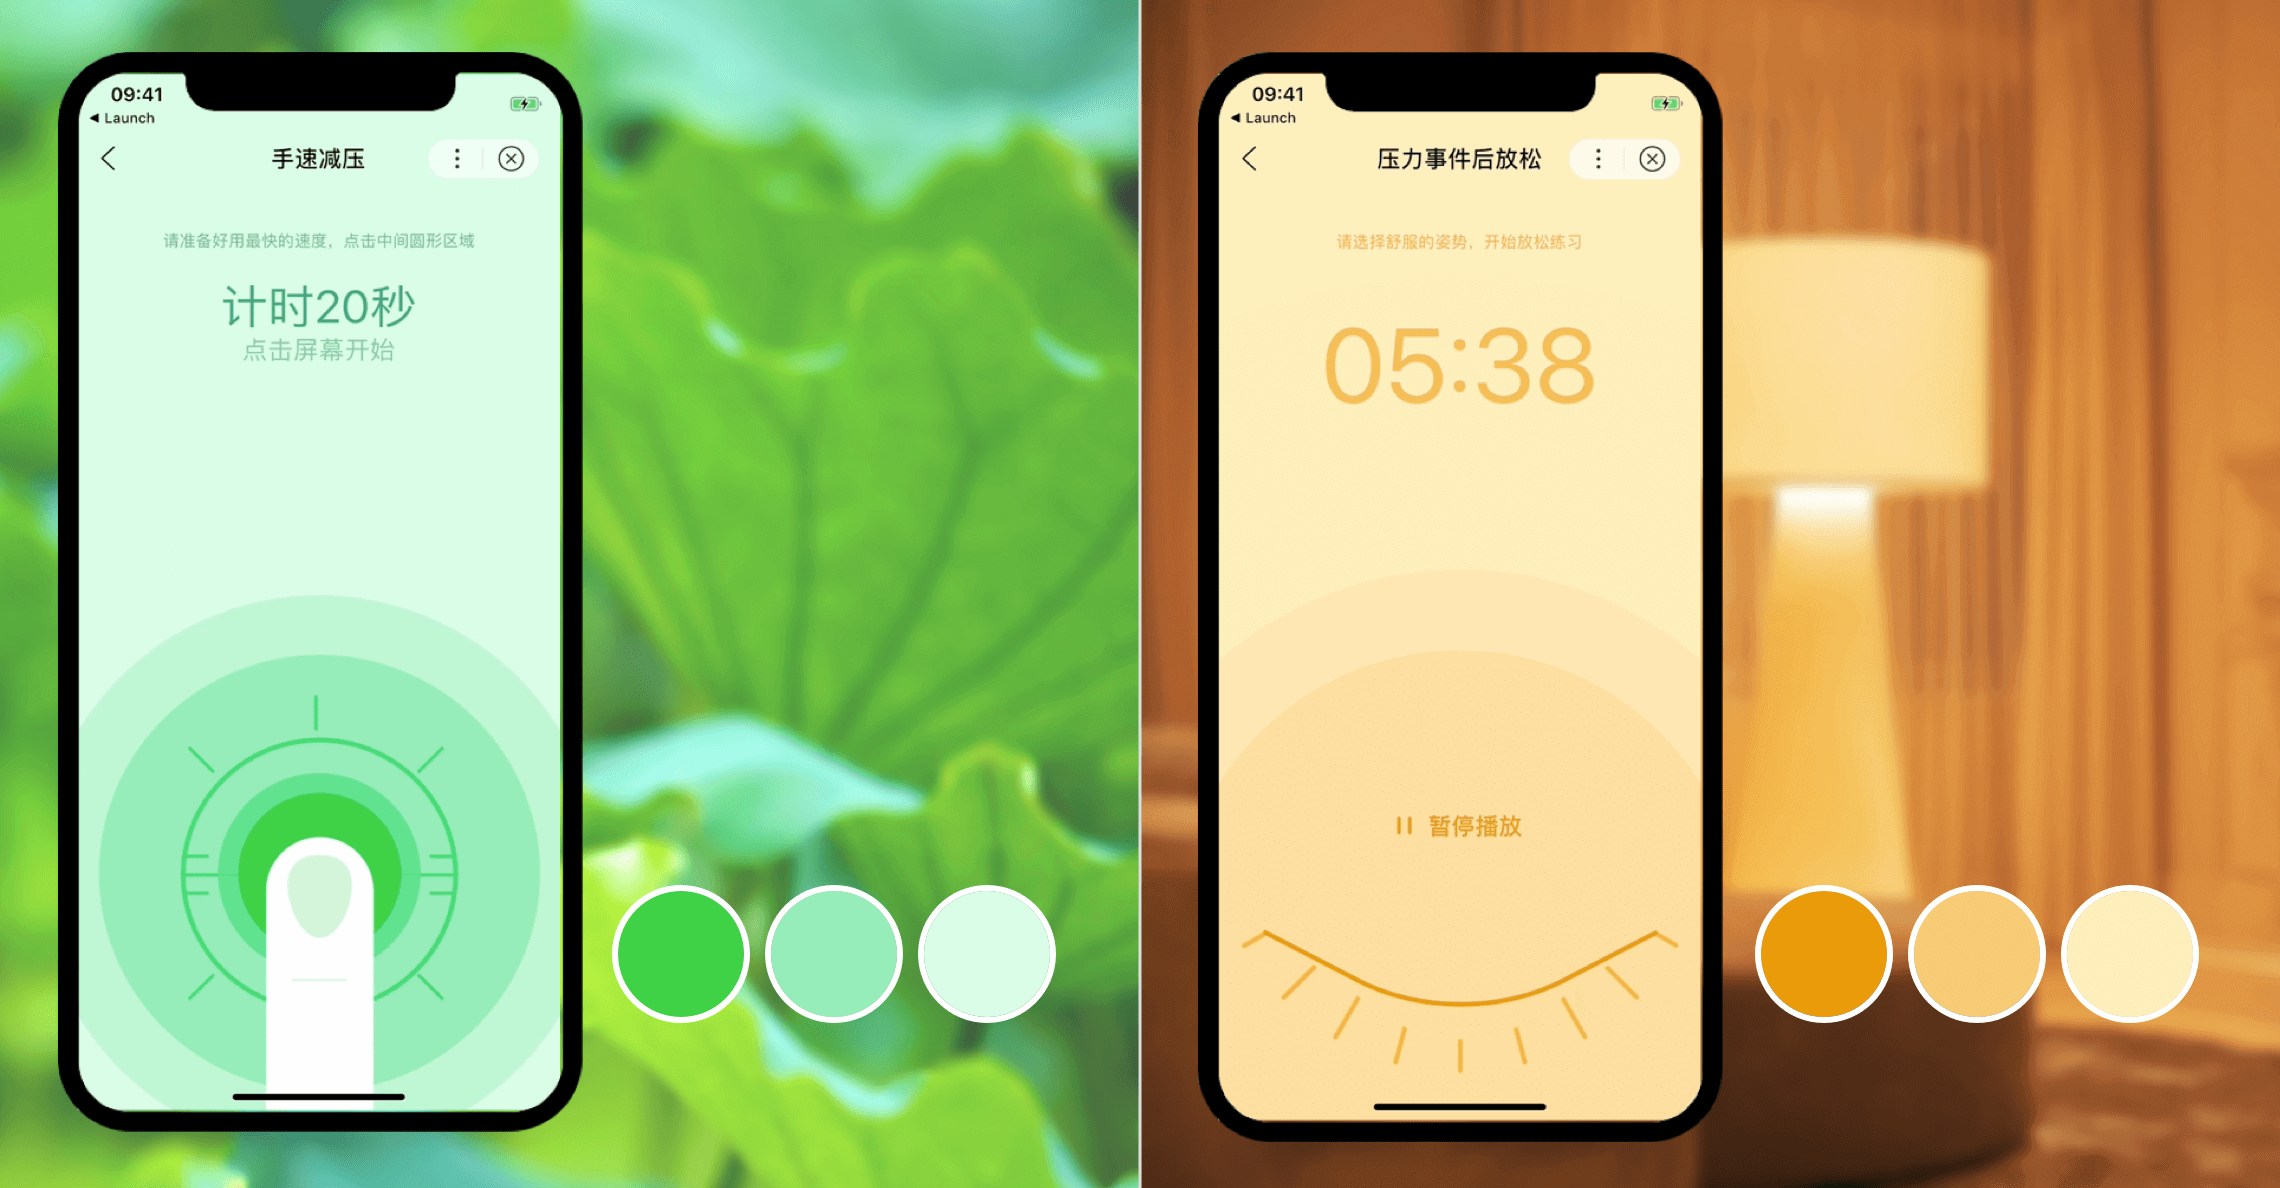 09:41
Launch
手速减压
请准备好用最快的速度，点击中间圆形区域
计时20秒
点击屏幕开始
09:41
Launch
压力事件后放松
请选择舒服的姿势，开始放松练习
05:38
暂停播放